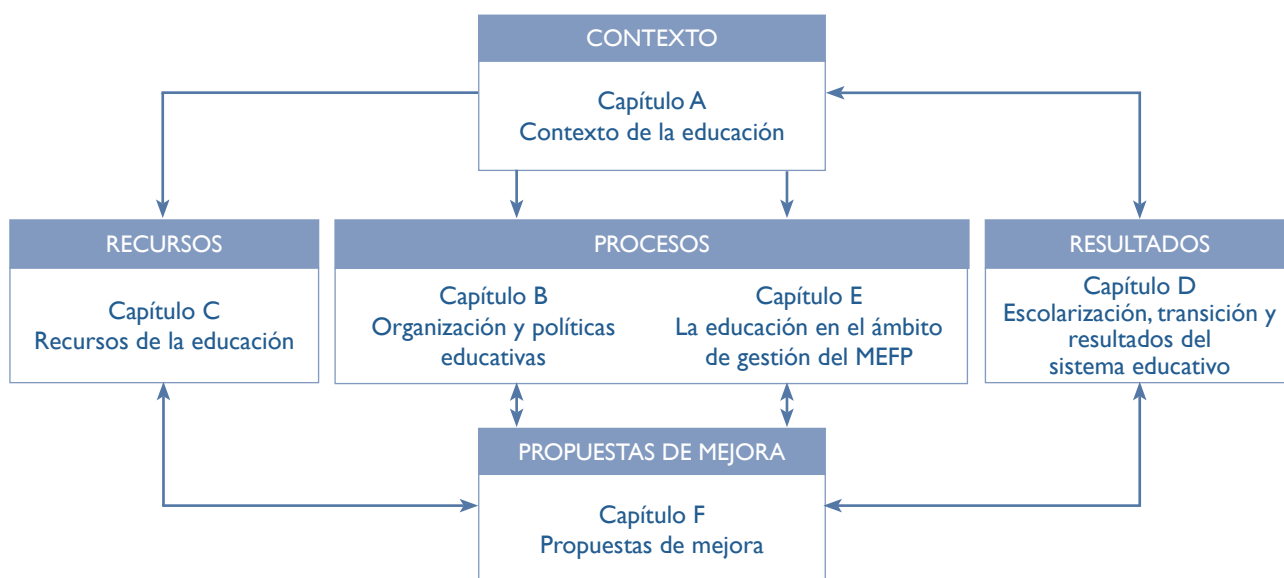 CONTEXTO
Capítulo A
Contexto de la educación
RECURSOS
Capítulo C
Recursos de la educación
PROCESOS
Capítulo B
Organización y políticas
educativas
Capítulo E
La educación en el ámbito
de gestión del MEFP
RESULTADOS
Capítulo D
Escolarización, transición y
resultados del
sistema educativo
PROPUESTAS DE MEJORA
Capítulo F
Propuestas de mejora